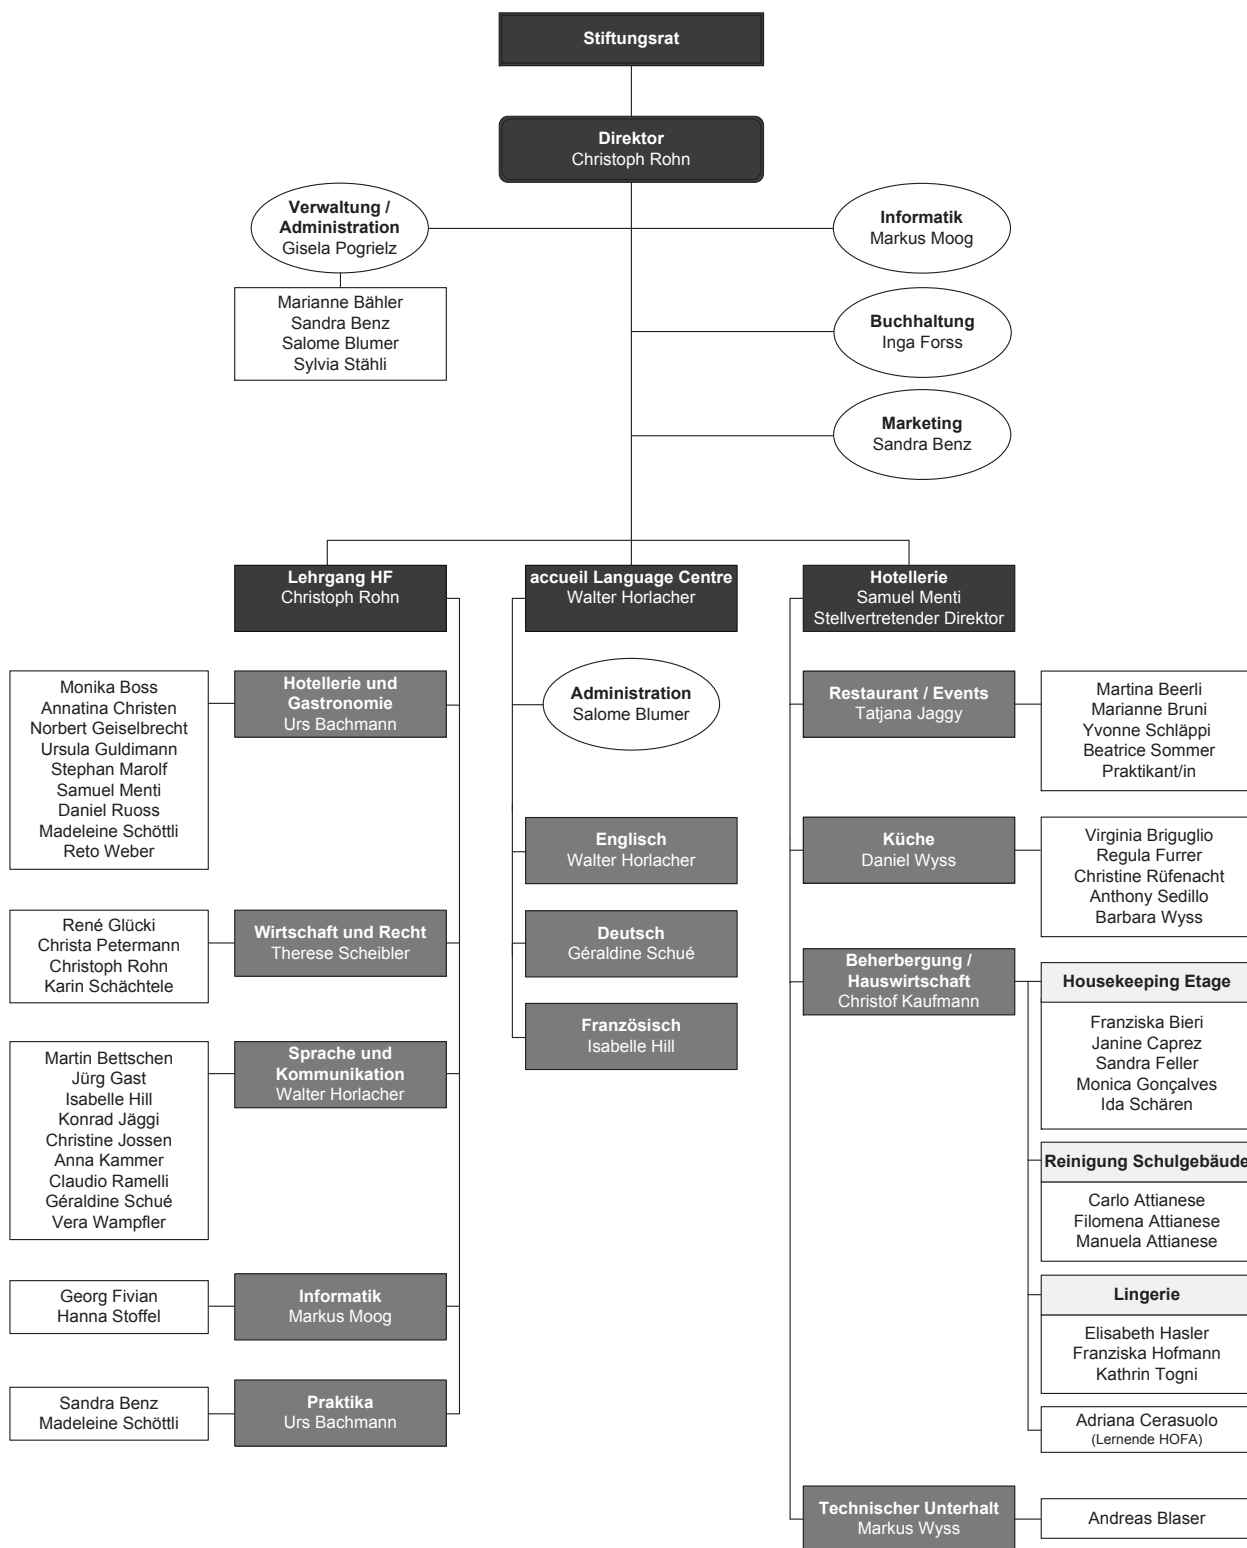 Stiftungsrat
Direktor
Christoph Rohn
Verwaltung /
Administration
Gisela Pogrielz
Marianne Bähler
Sandra Benz
Salome Blumer
Sylvia Stähli
Informatik
Markus Moog
Buchhaltung
Inga Forss
Marketing
Sandra Benz
Lehrgang HF
Christoph Rohn
Hotellerie und
Gastronomie
Urs Bachmann
Monika Boss
Annatina Christen
Norbert Geiselbrecht
Ursula Guldimann
Stephan Marolf
Samuel Menti
Daniel Ruoss
Madeleine Schöttli
Reto Weber
Wirtschaft und Recht
Therese Scheibler
René Glücki
Christa Petermann
Christoph Rohn
Karin Schächtele
Sprache und
Kommunikation
Walter Horlacher
Martin Bettschen
Jürg Gast
Isabelle Hill
Konrad Jäggi
Christine Jossen
Anna Kammer
Claudio Ramelli
Géraldine Schué
Vera Wampfler
Informatik
Markus Moog
Georg Fivian
Hanna Stoffel
Praktika
Urs Bachmann
Sandra Benz
Madeleine Schöttli
accueil Language Centre
Walter Horlacher
Administration
Salome Blumer
Englisch
Walter Horlacher
Deutsch
Géraldine Schué
Französisch
Isabelle Hill
Hotellerie
Samuel Menti
Stellvertretender Direktor
Restaurant / Events
Tatjana Jaggy
Martina Beerli
Marianne Bruni
Yvonne Schläppi
Beatrice Sommer
Praktikant/in
Küche
Daniel Wyss
Virginia Briguglio
Regula Furrer
Christine Rüfenacht
Anthony Sedillo
Barbara Wyss
Beherbergung /
Hauswirtschaft
Christof Kaufmann
Housekeeping Etage
Franziska Bieri
Janine Caprez
Sandra Feller
Monica Gonçalves
Ida Schären
Reinigung Schulgebäude
Carlo Attianese
Filomena Attianese
Manuela Attianese
Lingerie
Elisabeth Hasler
Franziska Hofmann
Kathrin Togni
Adriana Cerasuolo
(Lernende HOFA)
Technischer Unterhalt
Markus Wyss
Andreas Blaser